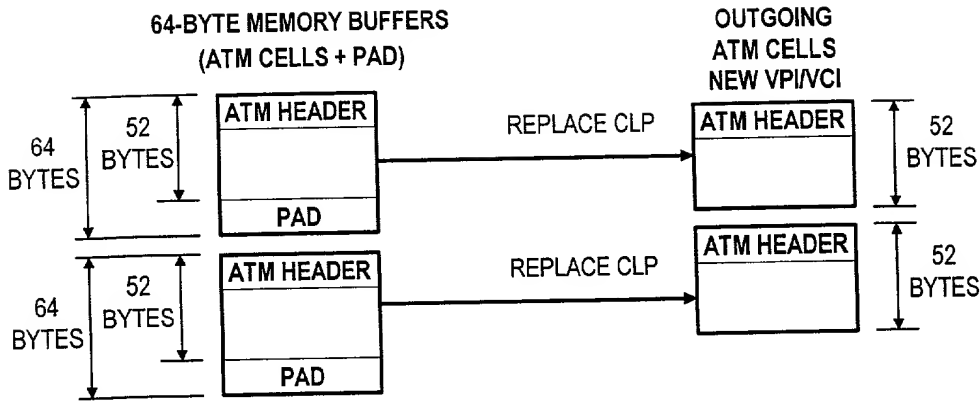 64-BYTE MEMORY BUFFERS
(ATM CELLS + PAD)
OUTGOING
ATM CELLS
NEW VPI/VCI
64
BYTES
52
BYTES
ATM HEADER
PAD
REPLACE CLP
ATM HEADER
52
BYTES
64
BYTES
52
BYTES
ATM HEADER
PAD
REPLACE CLP
ATM HEADER
52
BYTES